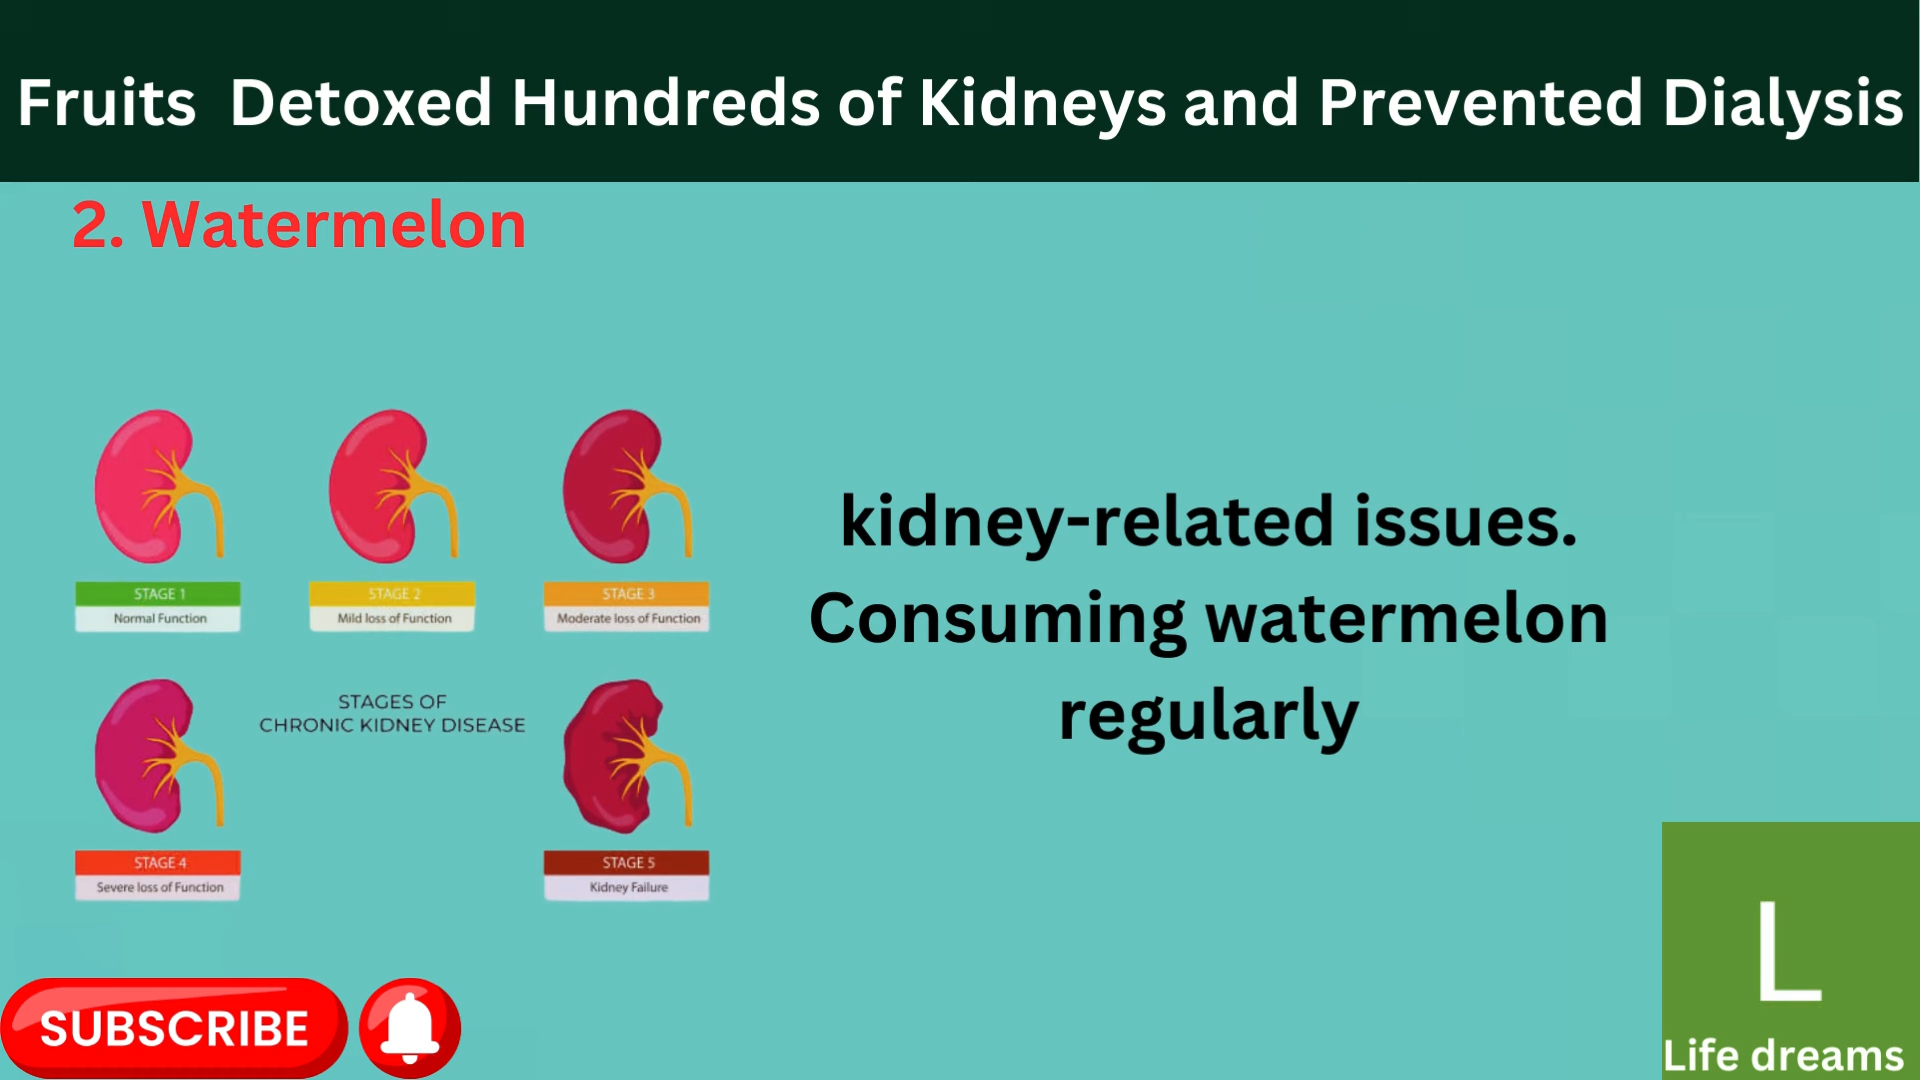 Fruits  Detoxed Hundreds of Kidneys and Prevented Dialysis
2. Watermelon
STAGE 1
Normal Function
STAGE 2
Mild loss of Function
STAGE 3
Moderate loss of Function
STAGES OF
CHRONIC KIDNEY DISEASE
STAGE 4
Severe loss of Function
STAGE 5
Kidney Failure
kidney-related issues.
Consuming watermelon
regularly
SUBSCRIBE
L
Life dreams